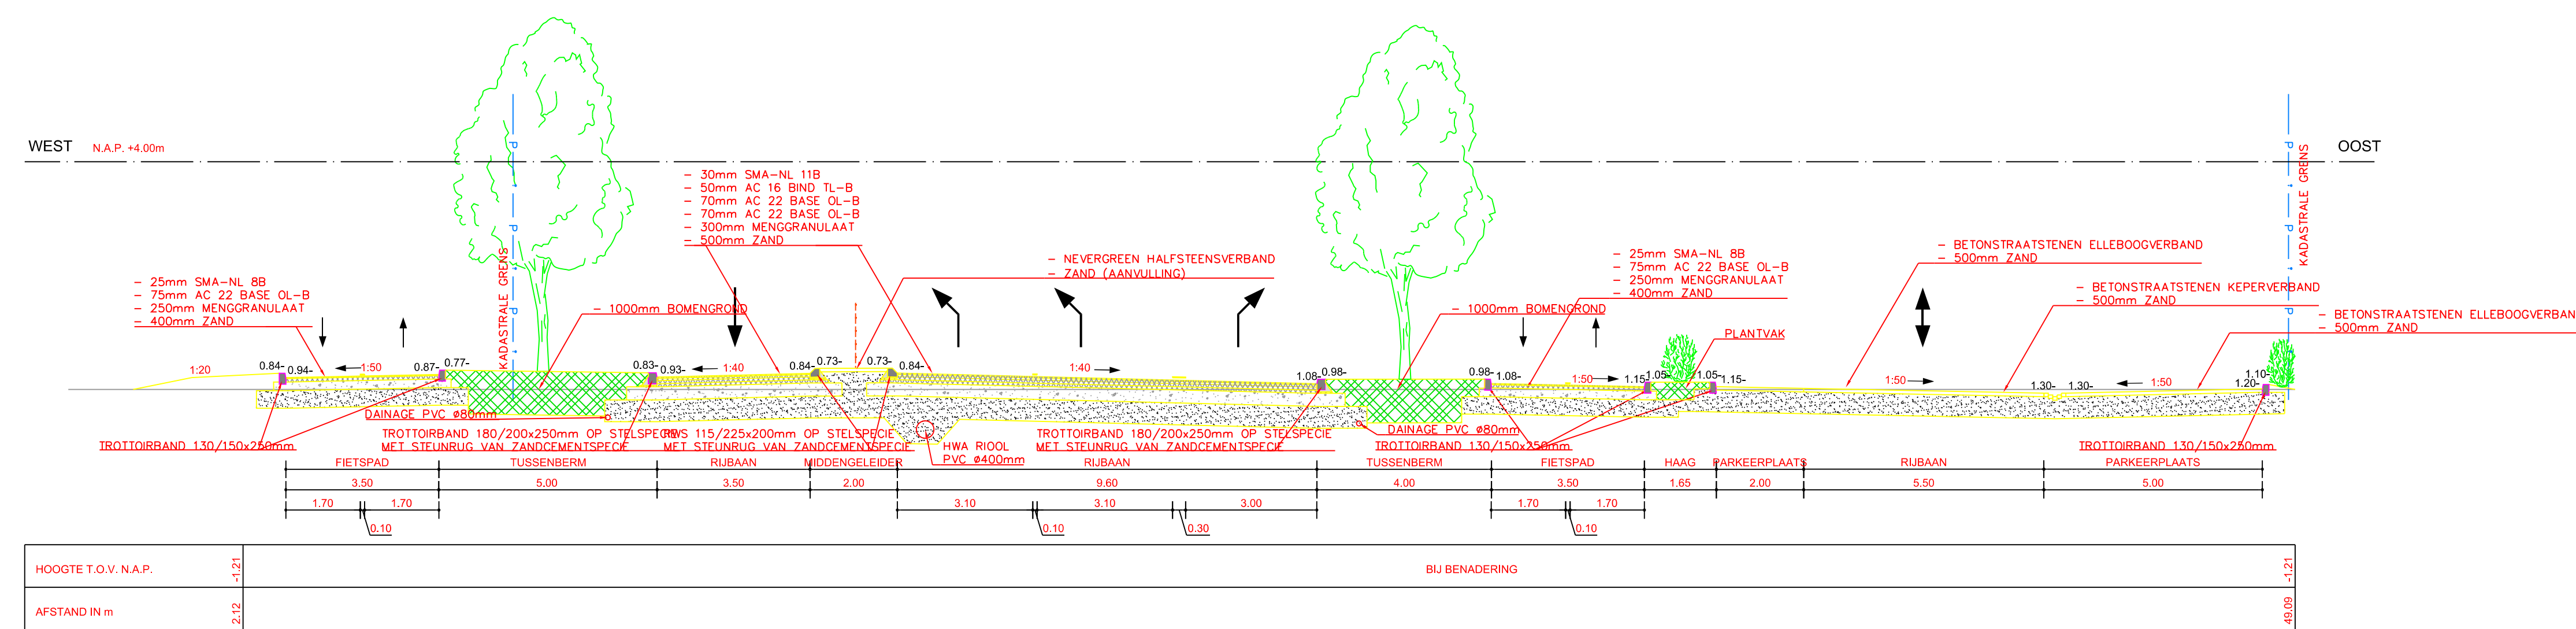 WEST
N.A.P. +4.00m
OOST
KADASTRALE GRENS
KADASTRALE GRENS
P P P P
P P P P
- 30mm SMA-NL 11B
- 50mm AC 16 BIND TL-B
- 70mm AC 22 BASE OL-B
- 70mm AC 22 BASE OL-B
- 300mm MENGGRANULAAT
- 500mm ZAND
- NEVERGREEN HALFSTEENSVERBAND
- ZAND (AANVULLING)
- 25mm SMA-NL 8B
- 75mm AC 22 BASE OL-B
- 250mm MENGGRANULAAT
- 400mm ZAND
- BETONSTRAATSTENEN ELLEBOOGVERBAND
- 500mm ZAND
- 25mm SMA-NL 8B
- 75mm AC 22 BASE OL-B
- 250mm MENGGRANULAAT
- 400mm ZAND
- BETONSTRAATSTENEN KEPERVERBAND
- 500mm ZAND
- 1000mm BOMENGROND
- 1000mm BOMENGROND
- BETONSTRAATSTENEN ELLEBOOGVERBAN
- 500mm ZAND
PLANTVAK
1:20
0.84-
0.94-
1:50
0.87-
0.77-
0.83-
0.93-
1:40
0.84-
0.73-
0.73-
0.84-
1:40
1.08-
0.98-
0.98-
1.08-
1:50
1.15-
1.05-
1.05-
1.15-
1:50
1.30-
1.30-
1:50
1.20-
1.10-
DAINAGE PVC ø80mm
DAINAGE PVC ø80mm
TROTTOIRBAND 130/150x250mm
TROTTOIRBAND 180/200x250mm OP STELSPECIE
MET STEUNRUG VAN ZANDCEMENTSPECIE
RWS 115/225x200mm OP STELSPECIE
MET STEUNRUG VAN ZANDCEMENTSPECIE
HWA RIOOL
PVC ø400mm
TROTTOIRBAND 180/200x250mm OP STELSPECIE
MET STEUNRUG VAN ZANDCEMENTSPECIE
TROTTOIRBAND 130/150x250mm
TROTTOIRBAND 130/150x250mm
FIETSPAD TUSSENBERM RIJBAAN MIDDENGELEIDER RIJBAAN TUSSENBERM FIETSPAD HAAG PARKEERPLAATS RIJBAAN PARKEERPLAATS
3.50 5.00 3.50 2.00 9.60 4.00 3.50 1.65 2.00 5.50 5.00
1.70 1.70 3.10 3.10 3.00 1.70 1.70
0.10 0.10 0.30 0.10
HOOGTE T.O.V. N.A.P. -1.21 BIJ BENADERING -1.21
AFSTAND IN m 2.12 49.09